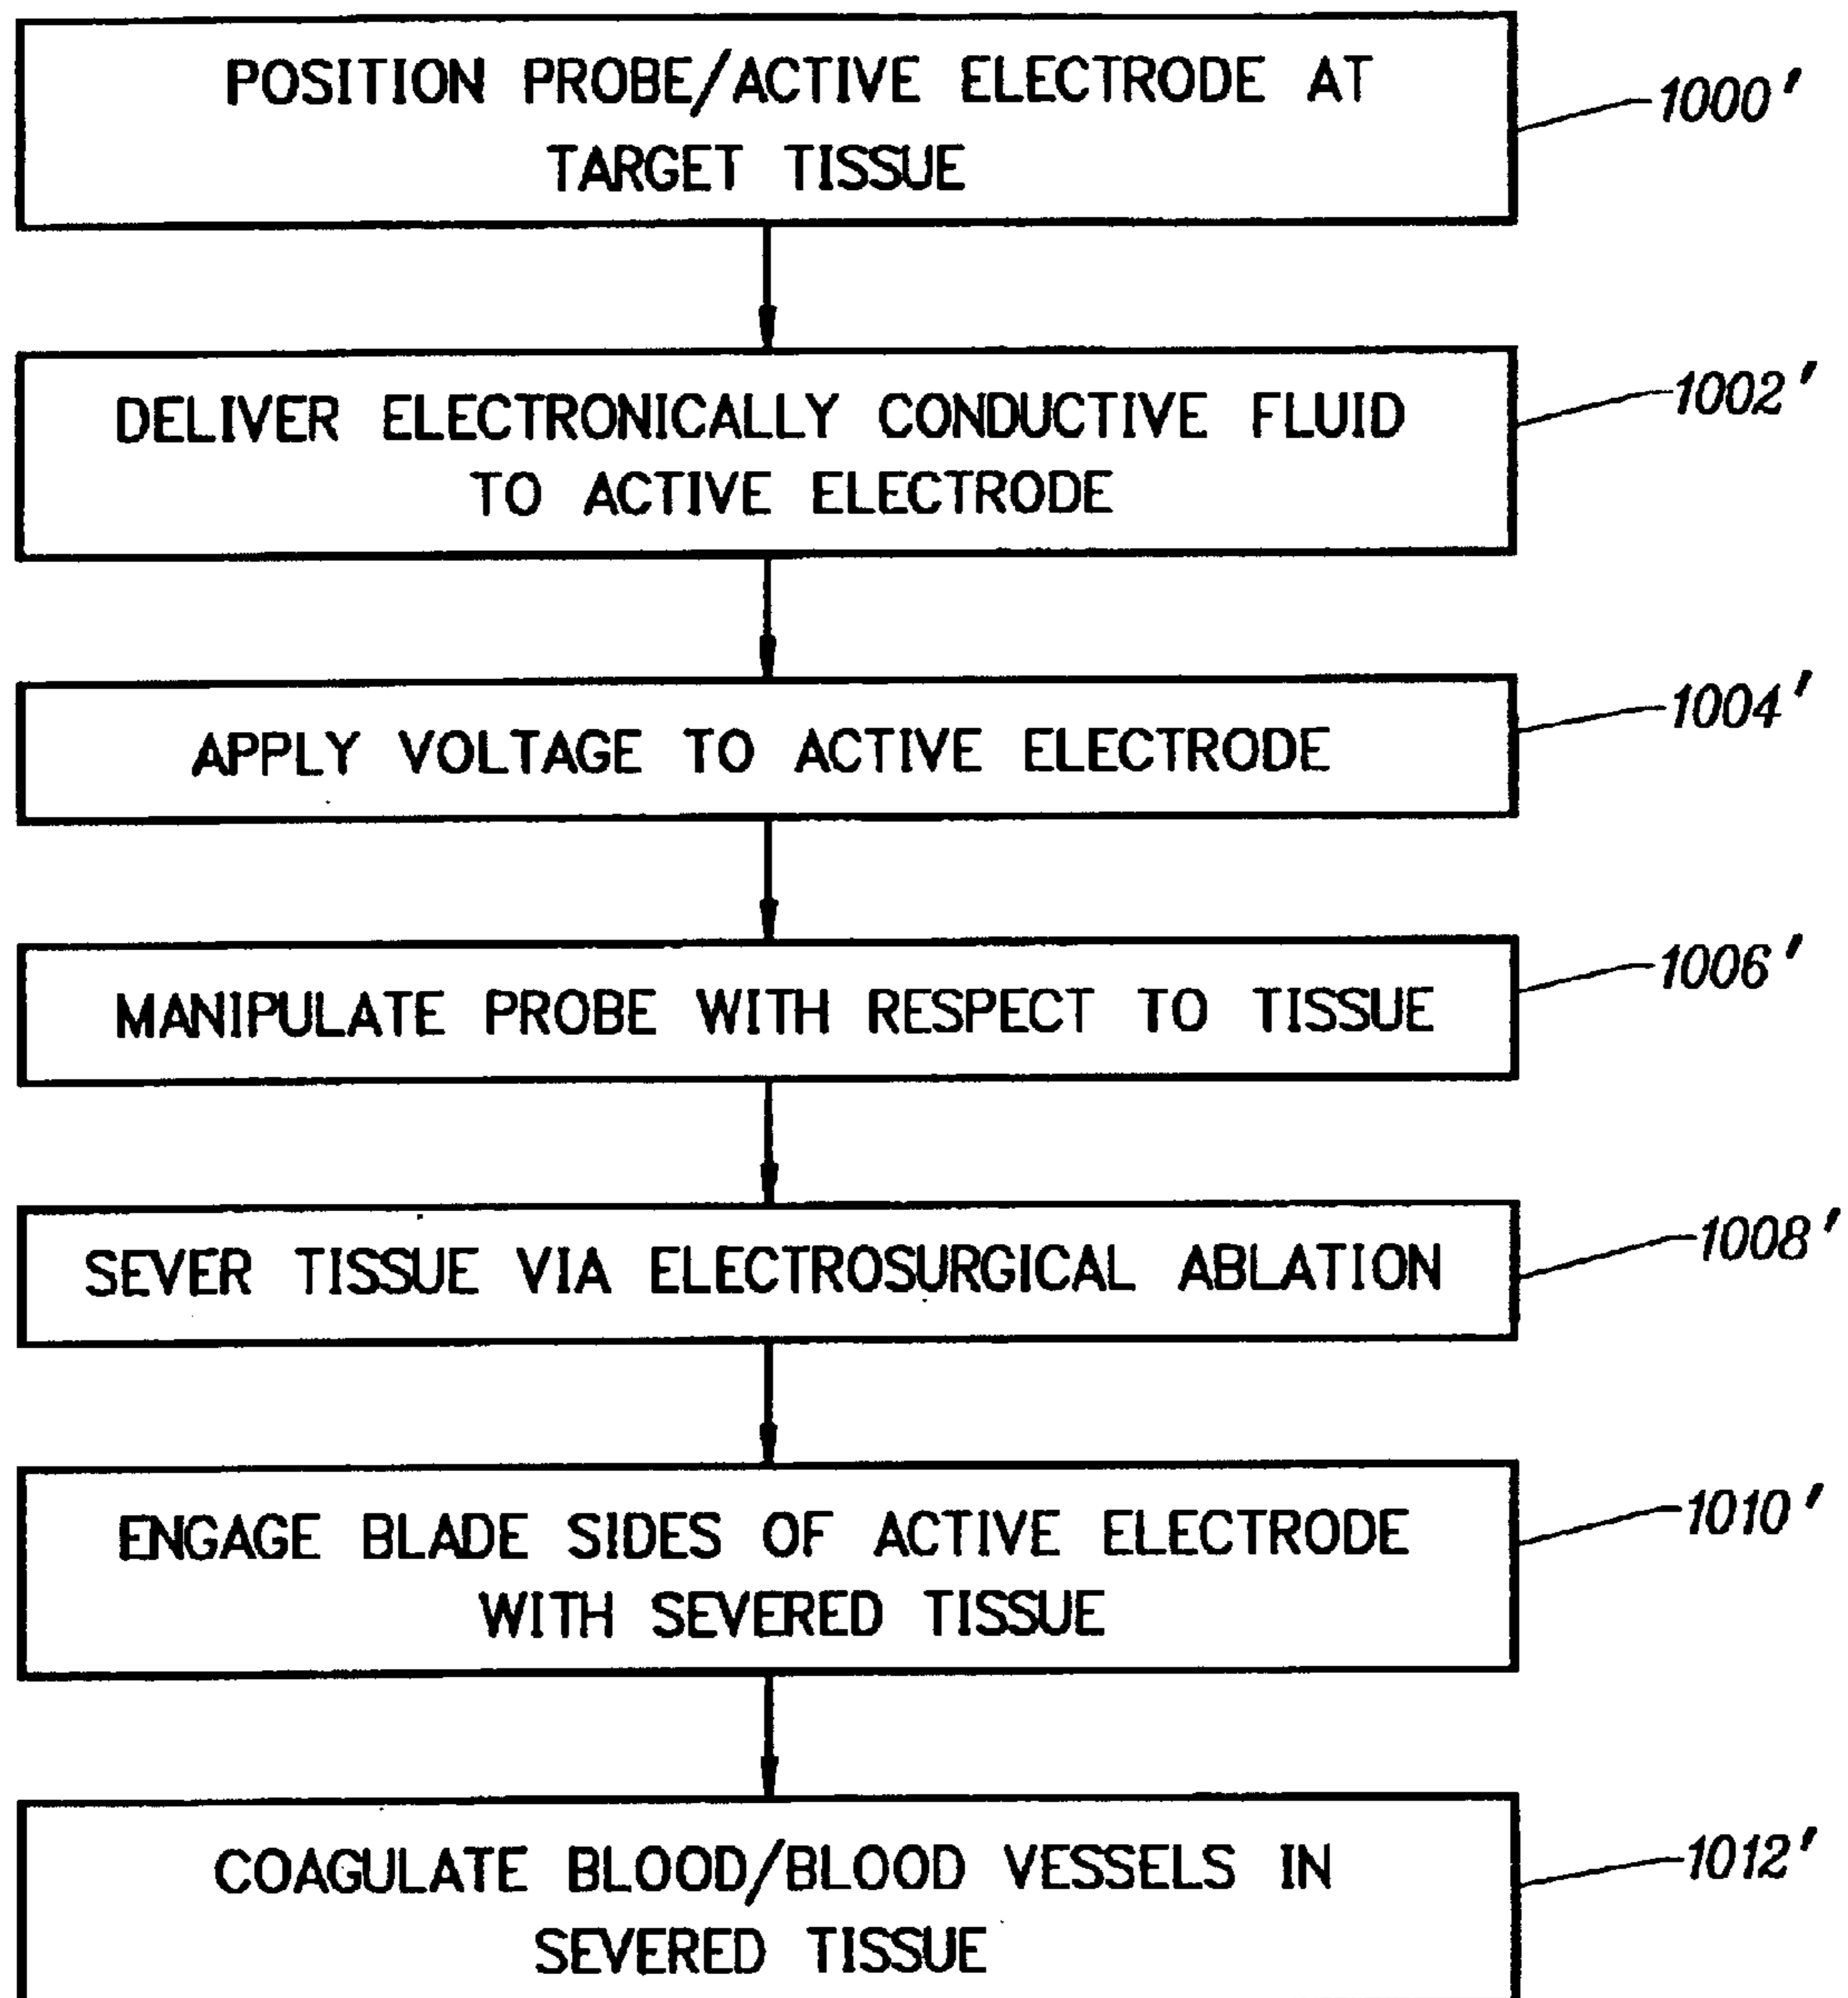 POSITION PROBE/ACTIVE ELECTRODE AT
TARGET TISSUE
1000'
DELIVER ELECTRONICALLY CONDUCTIVE FLUID
TO ACTIVE ELECTRODE
1002'
APPLY VOLTAGE TO ACTIVE ELECTRODE
1004'
MANIPULATE PROBE WITH RESPECT TO TISSUE
1006'
SEVER TISSUE VIA ELECTROSURGICAL ABLATION
1008'
ENGAGE BLADE SIDES OF ACTIVE ELECTRODE
WITH SEVERED TISSUE
1010'
COAGULATE BLOOD/BLOOD VESSELS IN
SEVERED TISSUE
1012'